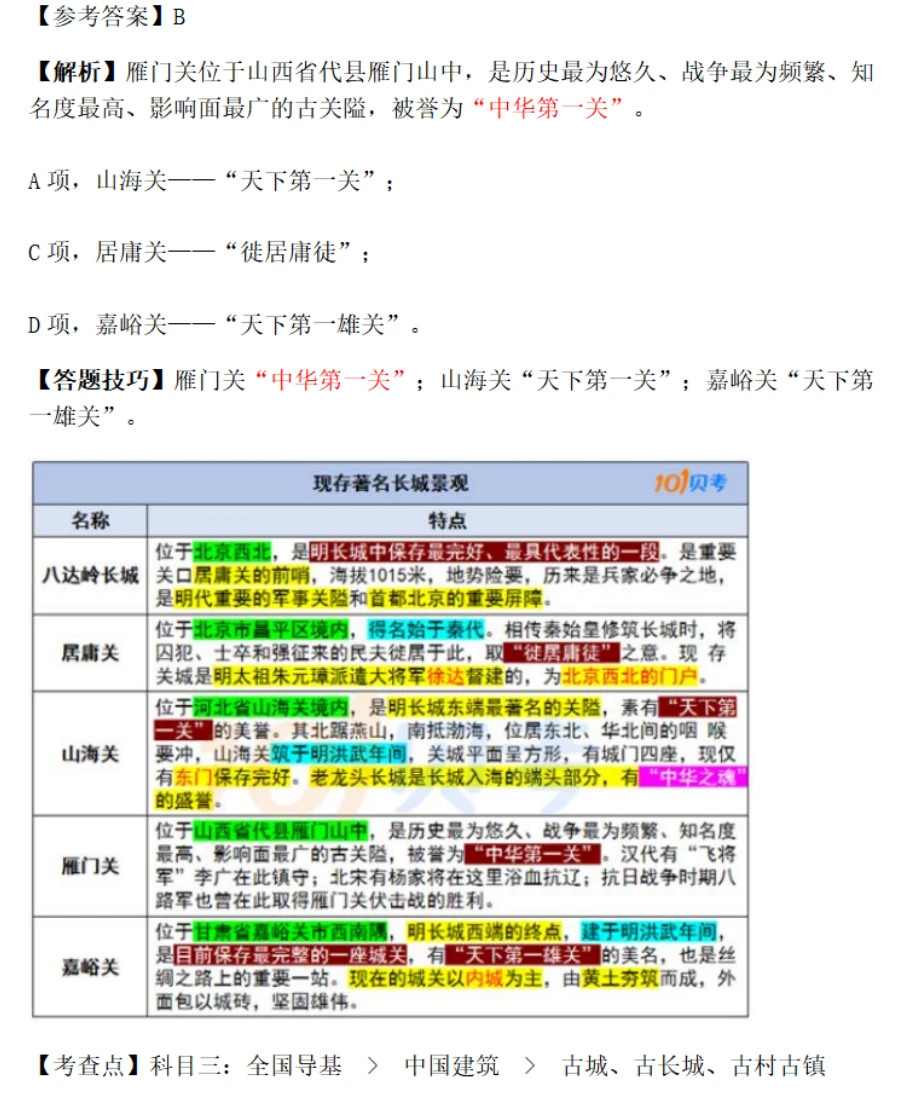 【参考答案】B
【解析】雁门关位于山西省代县雁门山中，是历史最为悠久、战争最为频繁、知
名度最高、影响面最广的古关隘，被誉为“中华第一关”。
A 项，山海关——“天下第一关”；
C 项，居庸关——“徙居庸徒”；
D 项，嘉峪关——“天下第一雄关”。
【答题技巧】雁门关“中华第一关”；山海关“天下第一关”；嘉峪关“天下第
一雄关”。
现存著名长城景观 101贝考
名称 特点
八达岭长城
位于北京西北，是明长城中保存最完好、最具代表性的一段。是重要
关口居庸关的前哨，海拔1015米，地势险要，历来是兵家必争之地，
是明代重要的军事关隘和首都北京的重要屏障。
居庸关
位于北京市昌平区境内，得名始于秦代。相传秦始皇修筑长城时，将
囚犯、士卒和强征来的民夫徙居于此，取“徙居庸徒”之意。现 存
关城是明太祖朱元璋派遣大将军徐达督建的，为北京西北的门户。
山海关
位于河北省山海关境内，是明长城东端最著名的关隘，素有“天下第
一关”的美誉。其北踞燕山，南抵渤海，位居东北、华北间的咽 喉
要冲，山海关筑于明洪武年间，关城平面呈方形，有城门四座，现仅
有东门保存完好。老龙头长城是长城入海的端头部分，有“中华之魂”
的盛誉。
雁门关
位于山西省代县雁门山中，是历史最为悠久、战争最为频繁、知名度
最高、影响面最广的古关隘，被誉为“中华第一关”。汉代有“飞将
军”李广在此镇守；北宋有杨家将在这里浴血抗辽；抗日战争时期八
路军也曾在此取得雁门关伏击战的胜利。
嘉峪关
位于甘肃省嘉峪关市西南隅，明长城西端的终点，建于明洪武年间，
是目前保存最完整的一座城关，有“天下第一雄关”的美名，也是丝
绸之路上的重要一站。现在的城关以内城为主，由黄土夯筑而成，外
面包以城砖，坚固雄伟。
【考查点】科目三：全国导基 > 中国建筑 > 古城、古长城、古村古镇